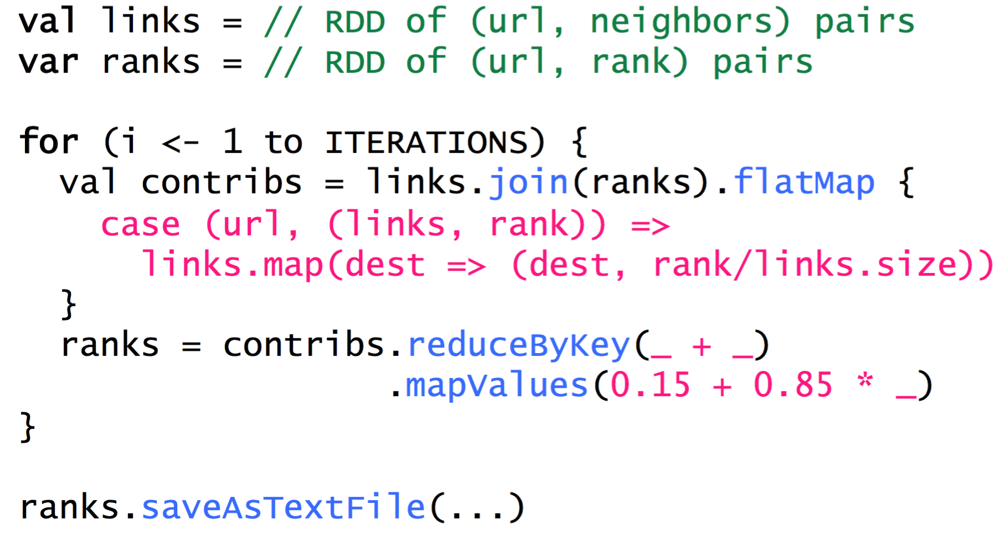 val links = // RDD of (url, neighbors) pairs
var ranks = // RDD of (url, rank) pairs

for (i <- 1 to ITERATIONS) {
  val contribs = links.join(ranks).flatMap {
    case (url, (links, rank)) =>
      links.map(dest => (dest, rank/links.size))
  }
  ranks = contribs.reduceByKey(_ + _)
                  .mapValues(0.15 + 0.85 * _)
}

ranks.saveAsTextFile(...)